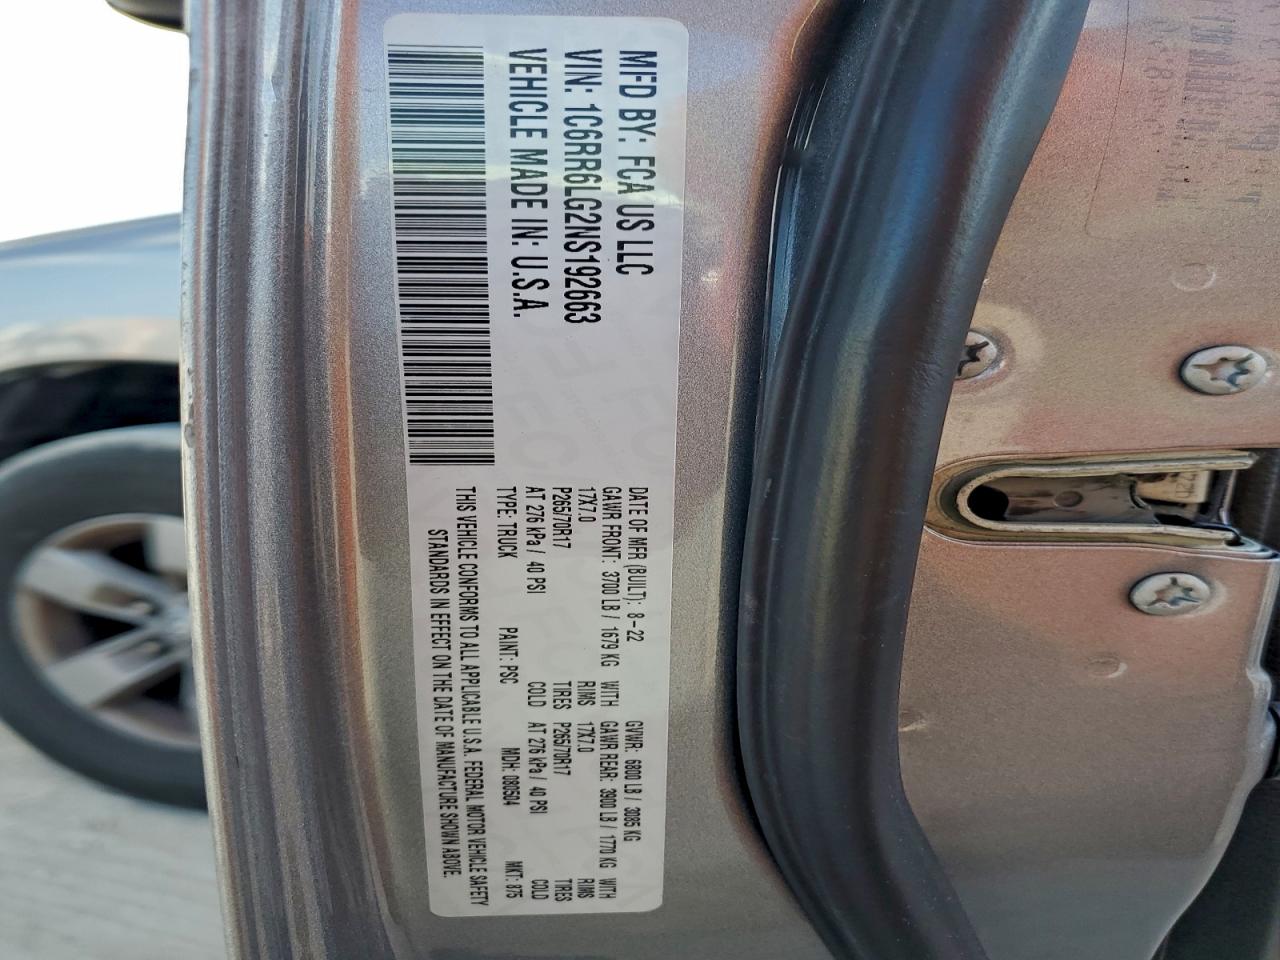 MFD BY: FCA US LLC
VIN: 1C6RR6LG2NS192663
VEHICLE MADE IN: U.S.A.
DATE OF MFR (BUILT): 8-22 GVWR: 6800 LB / 3085 KG
GAWR FRONT: 3700 LB / 1679 KG WITH GAWR REAR: 3900 LB / 1770 KG WITH
17X7.0 RIMS 17X7.0 RIMS
P265/70R17 TIRES P265/70R17 TIRES
AT 276 kPa / 40 PSI COLD AT 276 kPa / 40 PSI COLD
TYPE: TRUCK PAINT: PSC MDH: 080504 MKT: 875
THIS VEHICLE CONFORMS TO ALL APPLICABLE U.S.A. FEDERAL MOTOR VEHICLE SAFETY
STANDARDS IN EFFECT ON THE DATE OF MANUFACTURE SHOWN ABOVE.